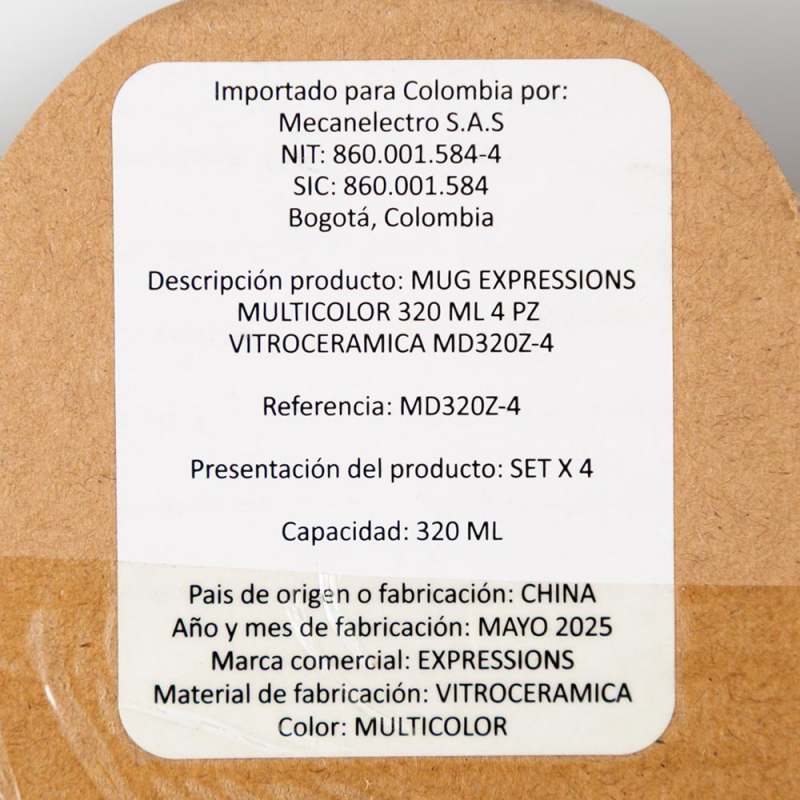 Importado para Colombia por:
Mecanelectro S.A.S
NIT: 860.001.584-4
SIC: 860.001.584
Bogotá, Colombia
Descripción producto: MUG EXPRESSIONS
MULTICOLOR 320 ML 4 PZ
VITROCERAMICA MD320Z-4
Referencia: MD320Z-4
Presentación del producto: SET X 4
Capacidad: 320 ML
Pais de origen o fabricación: CHINA
Año y mes de fabricación: MAYO 2025
Marca comercial: EXPRESSIONS
Material de fabricación: VITROCERAMICA
Color: MULTICOLOR